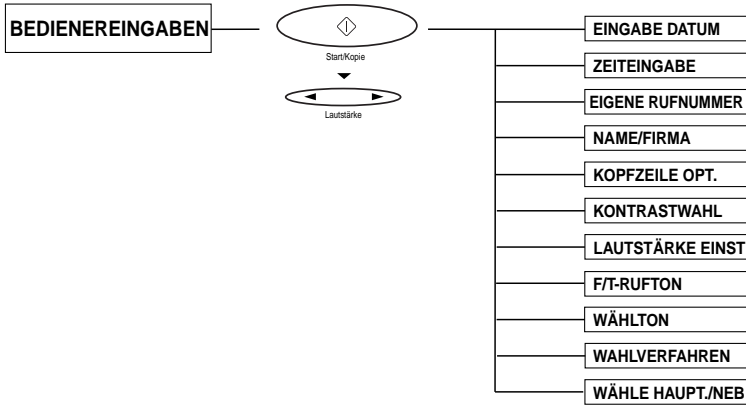 BEDIENEREINGABEN
Start/Kopie
Lautstärke
EINGABE DATUM
ZEITEINGABE
EIGENE RUFNUMMER
NAME/FIRMA
KOPFZEILE OPT.
KONTRASTWAHL
LAUTSTÄRKE EINST
F/T-RUFTON
WÄHLTON
WAHLVERFAHREN
WÄHLE HAUPT./NEB